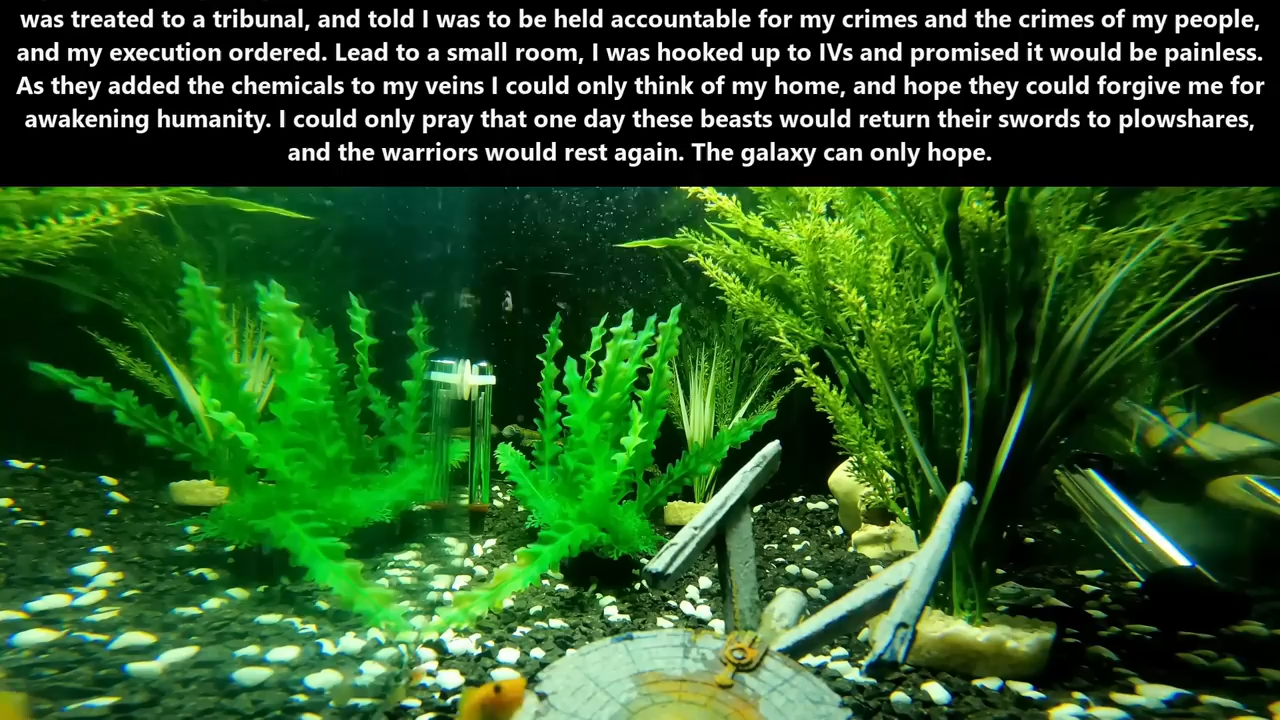 was treated to a tribunal, and told I was to be held accountable for my crimes and the crimes of my people,
and my execution ordered. Lead to a small room, I was hooked up to IVs and promised it would be painless.
As they added the chemicals to my veins I could only think of my home, and hope they could forgive me for
awakening humanity. I could only pray that one day these beasts would return their swords to plowshares,
and the warriors would rest again. The galaxy can only hope.